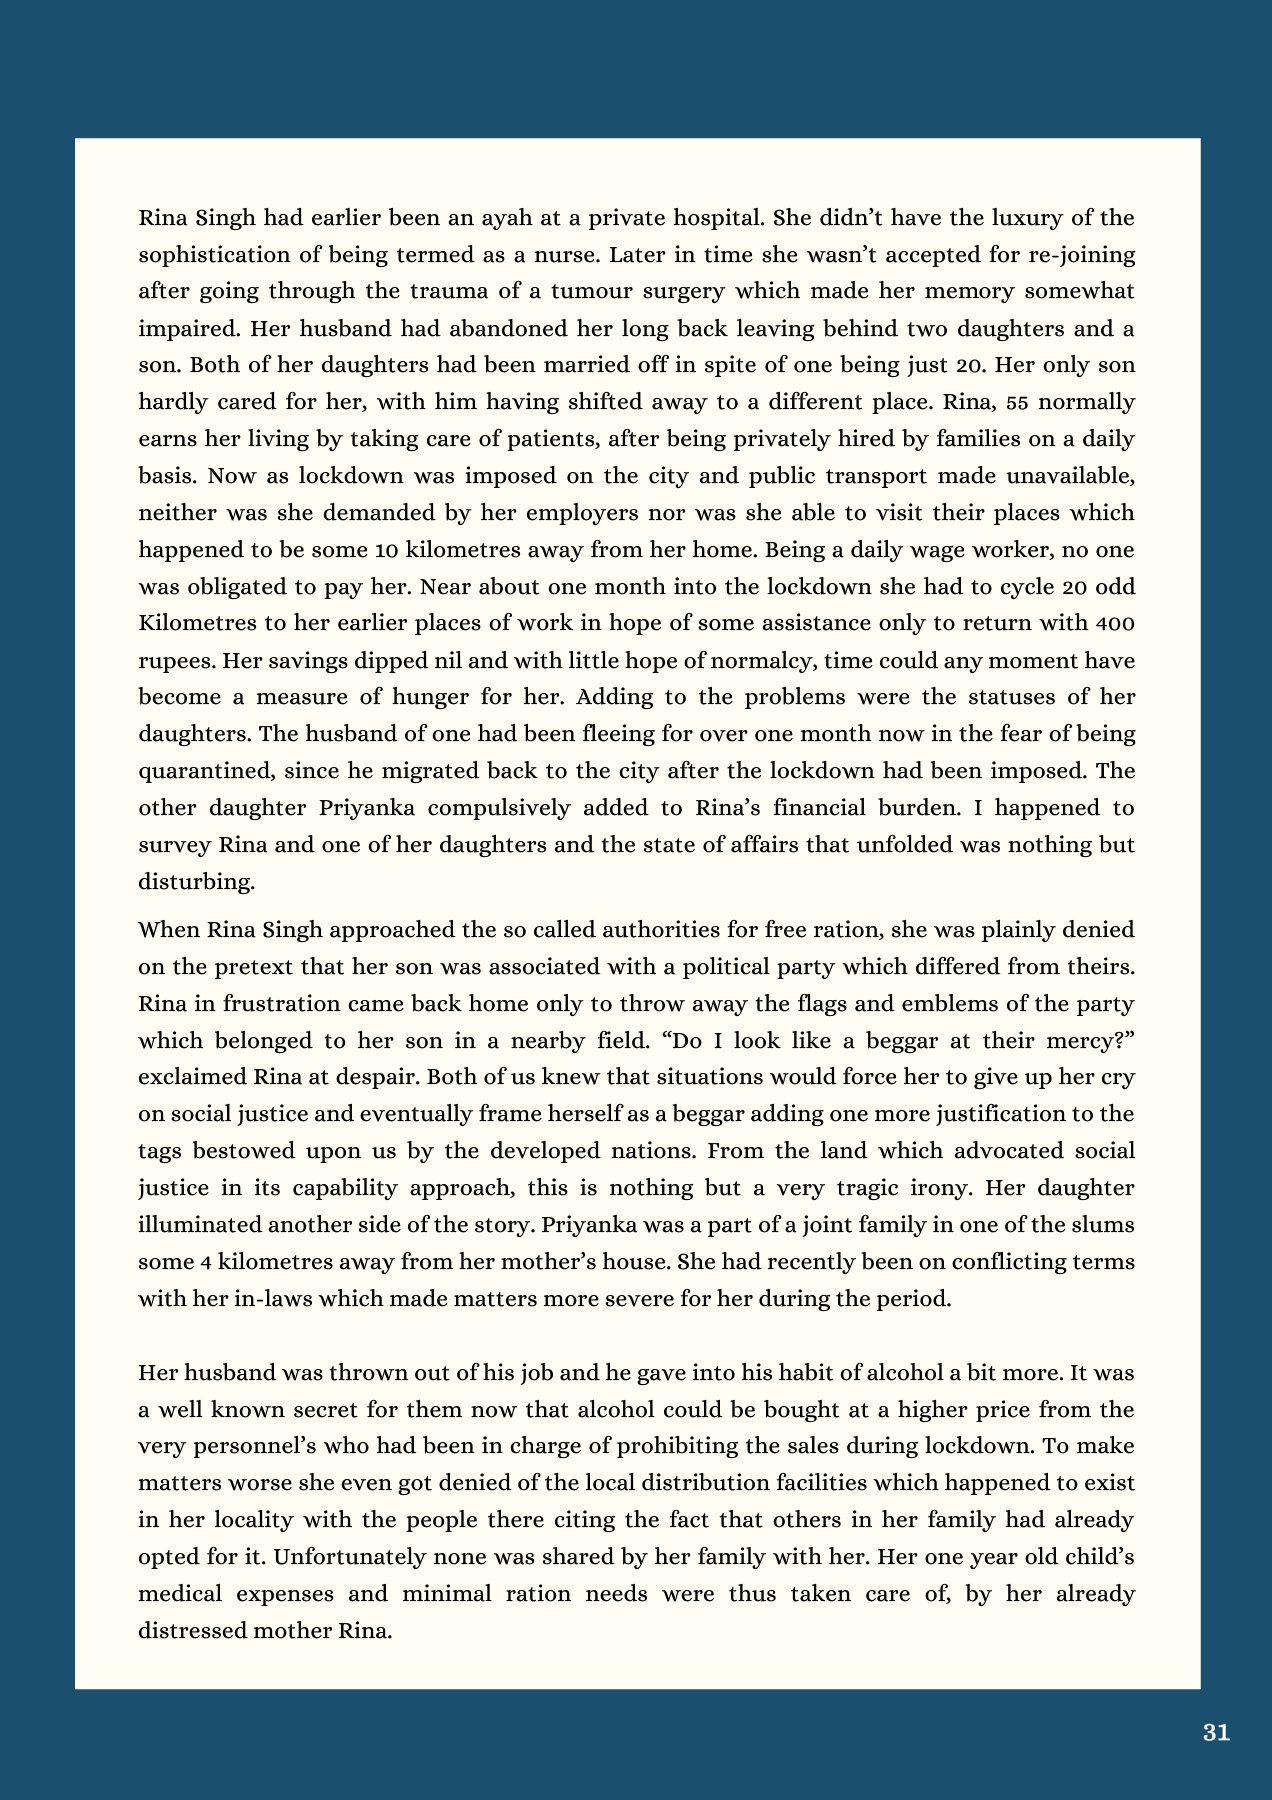 Rina Singh had earlier been an ayah at a private hospital. She didn’t have the luxury of the
sophistication of being termed as a nurse. Later in time she wasn’t accepted for re-joining
after going through the trauma of a tumour surgery which made her memory somewhat
impaired. Her husband had abandoned her long back leaving behind two daughters and a
son. Both of her daughters had been married off in spite of one being just 20. Her only son
hardly cared for her, with him having shifted away to a different place. Rina, 55 normally
earns her living by taking care of patients, after being privately hired by families on a daily
basis. Now as lockdown was imposed on the city and public transport made unavailable,
neither was she demanded by her employers nor was she able to visit their places which
happened to be some 10 kilometres away from her home. Being a daily wage worker, no one
was obligated to pay her. Near about one month into the lockdown she had to cycle 20 odd
Kilometres to her earlier places of work in hope of some assistance only to return with 400
rupees. Her savings dipped nil and with little hope of normalcy, time could any moment have
become a measure of hunger for her. Adding to the problems were the statuses of her
daughters. The husband of one had been fleeing for over one month now in the fear of being
quarantined, since he migrated back to the city after the lockdown had been imposed. The
other daughter Priyanka compulsively added to Rina’s financial burden. I happened to
survey Rina and one of her daughters and the state of affairs that unfolded was nothing but
disturbing.
When Rina Singh approached the so called authorities for free ration, she was plainly denied
on the pretext that her son was associated with a political party which differed from theirs.
Rina in frustration came back home only to throw away the flags and emblems of the party
which belonged to her son in a nearby field. “Do I look like a beggar at their mercy?”
exclaimed Rina at despair. Both of us knew that situations would force her to give up her cry
on social justice and eventually frame herself as a beggar adding one more justification to the
tags bestowed upon us by the developed nations. From the land which advocated social
justice in its capability approach, this is nothing but a very tragic irony. Her daughter
illuminated another side of the story. Priyanka was a part of a joint family in one of the slums
some 4 kilometres away from her mother’s house. She had recently been on conflicting terms
with her in-laws which made matters more severe for her during the period.
Her husband was thrown out of his job and he gave into his habit of alcohol a bit more. It was
a well known secret for them now that alcohol could be bought at a higher price from the
very personnel’s who had been in charge of prohibiting the sales during lockdown. To make
matters worse she even got denied of the local distribution facilities which happened to exist
in her locality with the people there citing the fact that others in her family had already
opted for it. Unfortunately none was shared by her family with her. Her one year old child’s
medical expenses and minimal ration needs were thus taken care of, by her already
distressed mother Rina.
31